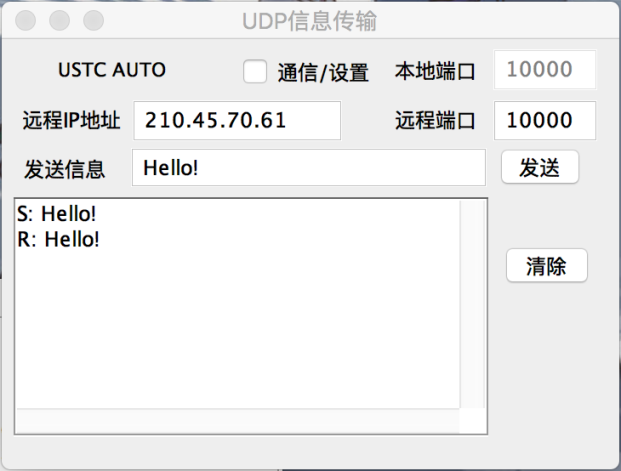 UDP信息传输
USTC AUTO 通信/设置 本地端口 10000
远程IP地址 210.45.70.61 远程端口 10000
发送信息 Hello! 发送
S: Hello!
R: Hello!
清除